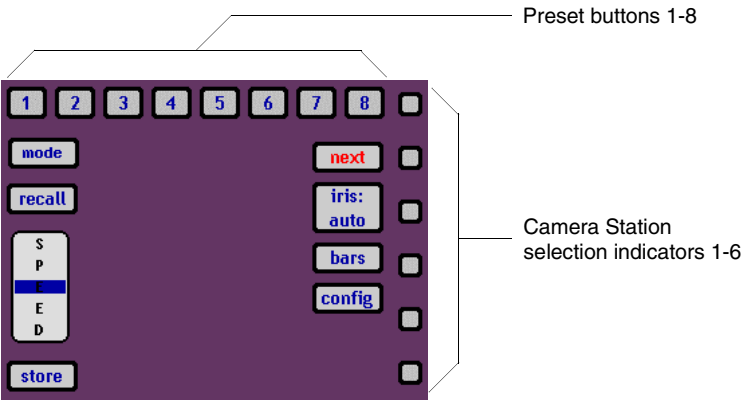 Preset buttons 1-8
1 2 3 4 5 6 7 8
mode
next
recall
iris:
auto
S
P
E
E
D
bars
config
store
Camera Station
selection indicators 1-6